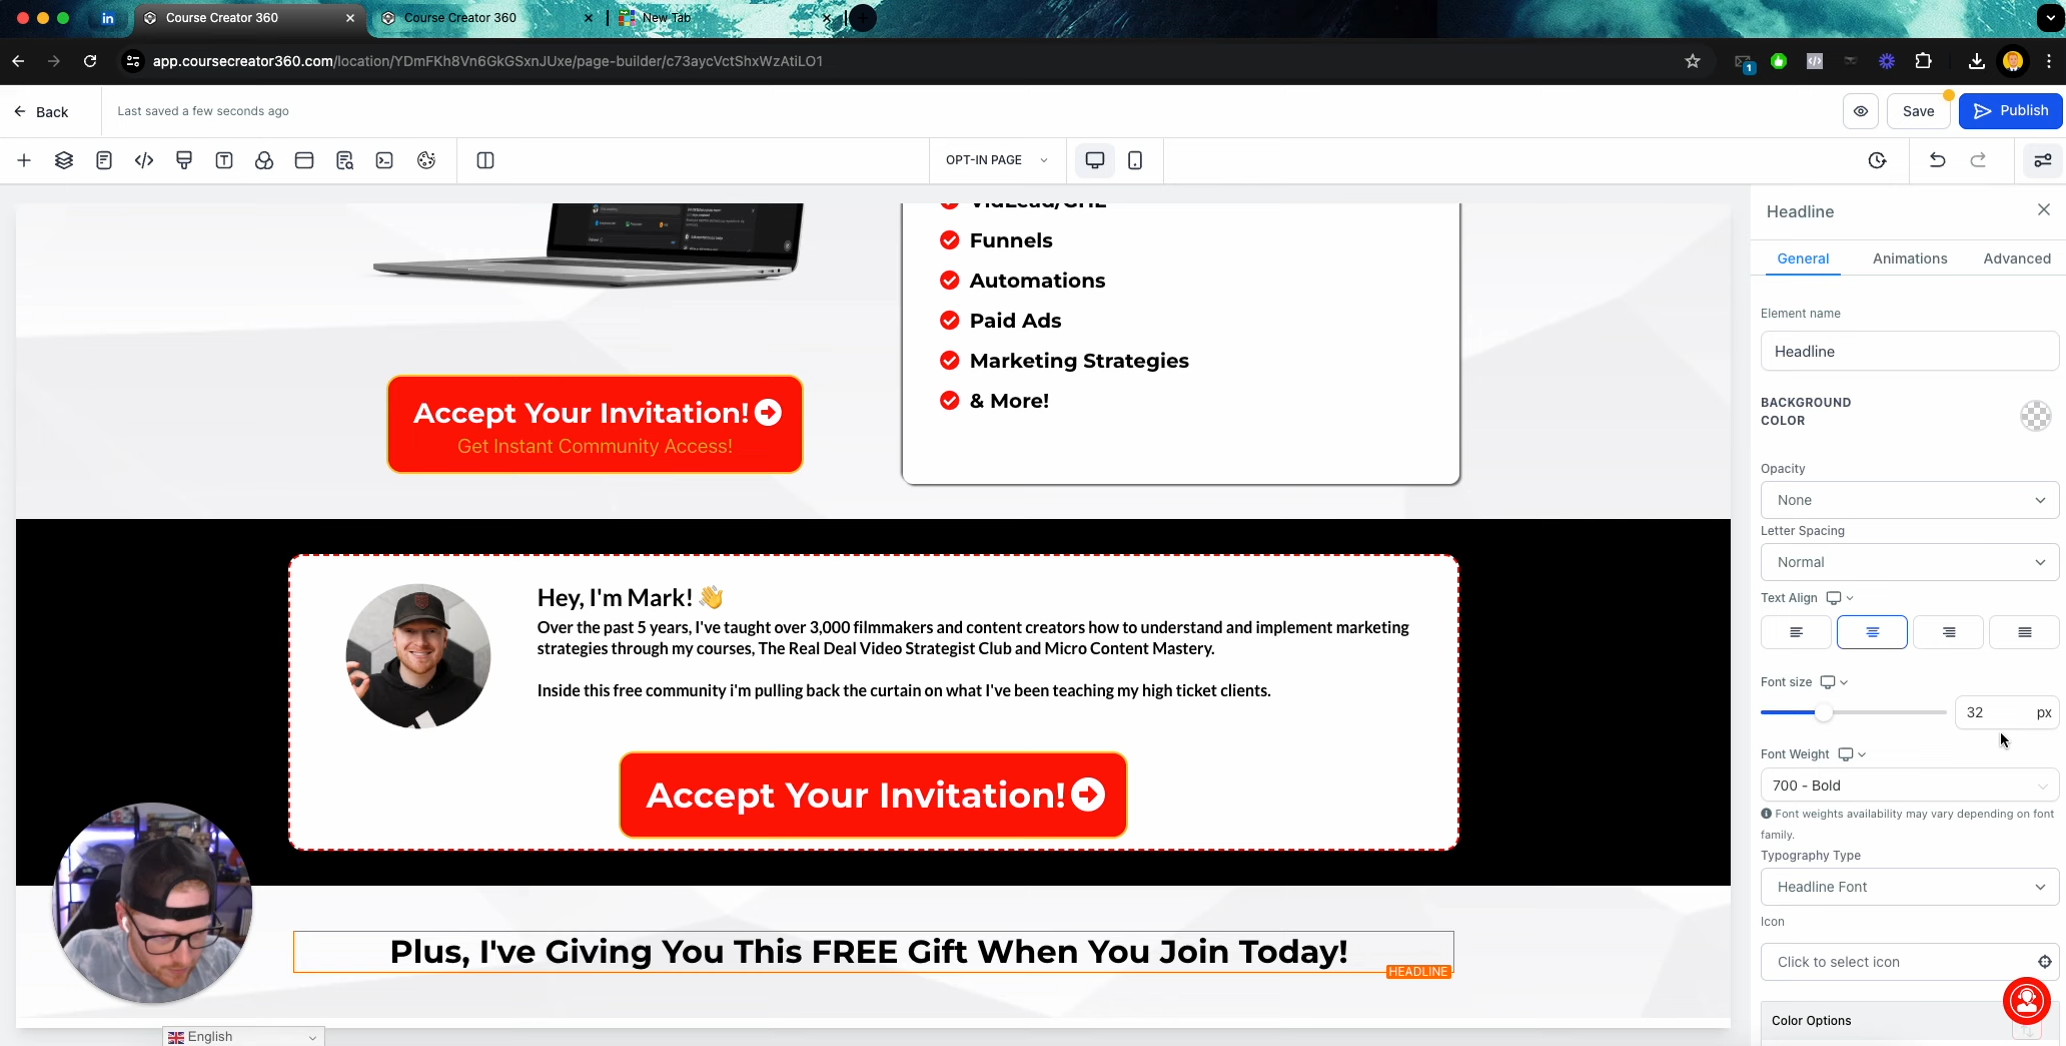 in
Course Creator 360
Course Creator 360
New Tab
app.coursecreator360.com/location/YDmFKh8Vn6GkGSxnJUxe/page-builder/c73aycVctShxWzAtiLO1
1
Back
Last saved a few seconds ago
Save
Publish
OPT-IN PAGE
VidLead/GHL
Funnels
Automations
Paid Ads
Marketing Strategies
& More!
Accept Your Invitation!
Get Instant Community Access!
Hey, I'm Mark! 👋
Over the past 5 years, I've taught over 3,000 filmmakers and content creators how to understand and implement marketing
strategies through my courses, The Real Deal Video Strategist Club and Micro Content Mastery.
Inside this free community i'm pulling back the curtain on what I've been teaching my high ticket clients.
Accept Your Invitation!
Plus, I've Giving You This FREE Gift When You Join Today!
HEADLINE
English
Headline
General
Animations
Advanced
Element name
Headline
BACKGROUND
COLOR
Opacity
None
Letter Spacing
Normal
Text Align
Font size
32
px
Font Weight
700 - Bold
Font weights availability may vary depending on font
family.
Typography Type
Headline Font
Icon
Click to select icon
Color Options